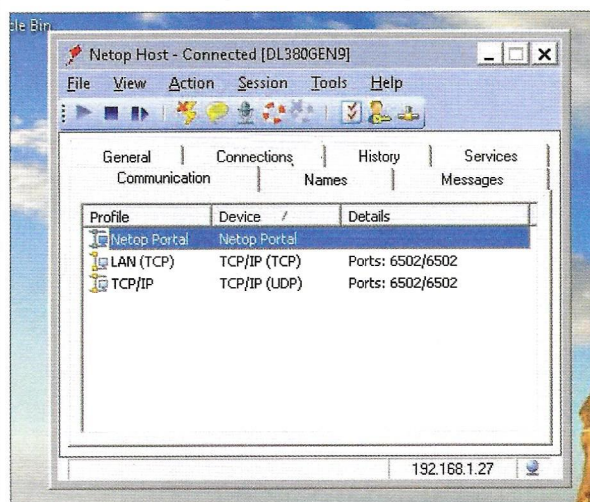 cle Bin
Netop Host - Connected [DL380GEN9]
File View Action Session Tools Help
General Connections History Services
Communication Names Messages
Profile Device Details
Netop Portal Netop Portal
LAN (TCP) TCP/IP (TCP) Ports: 6502/6502
TCP/IP TCP/IP (UDP) Ports: 6502/6502
192.168.1.27